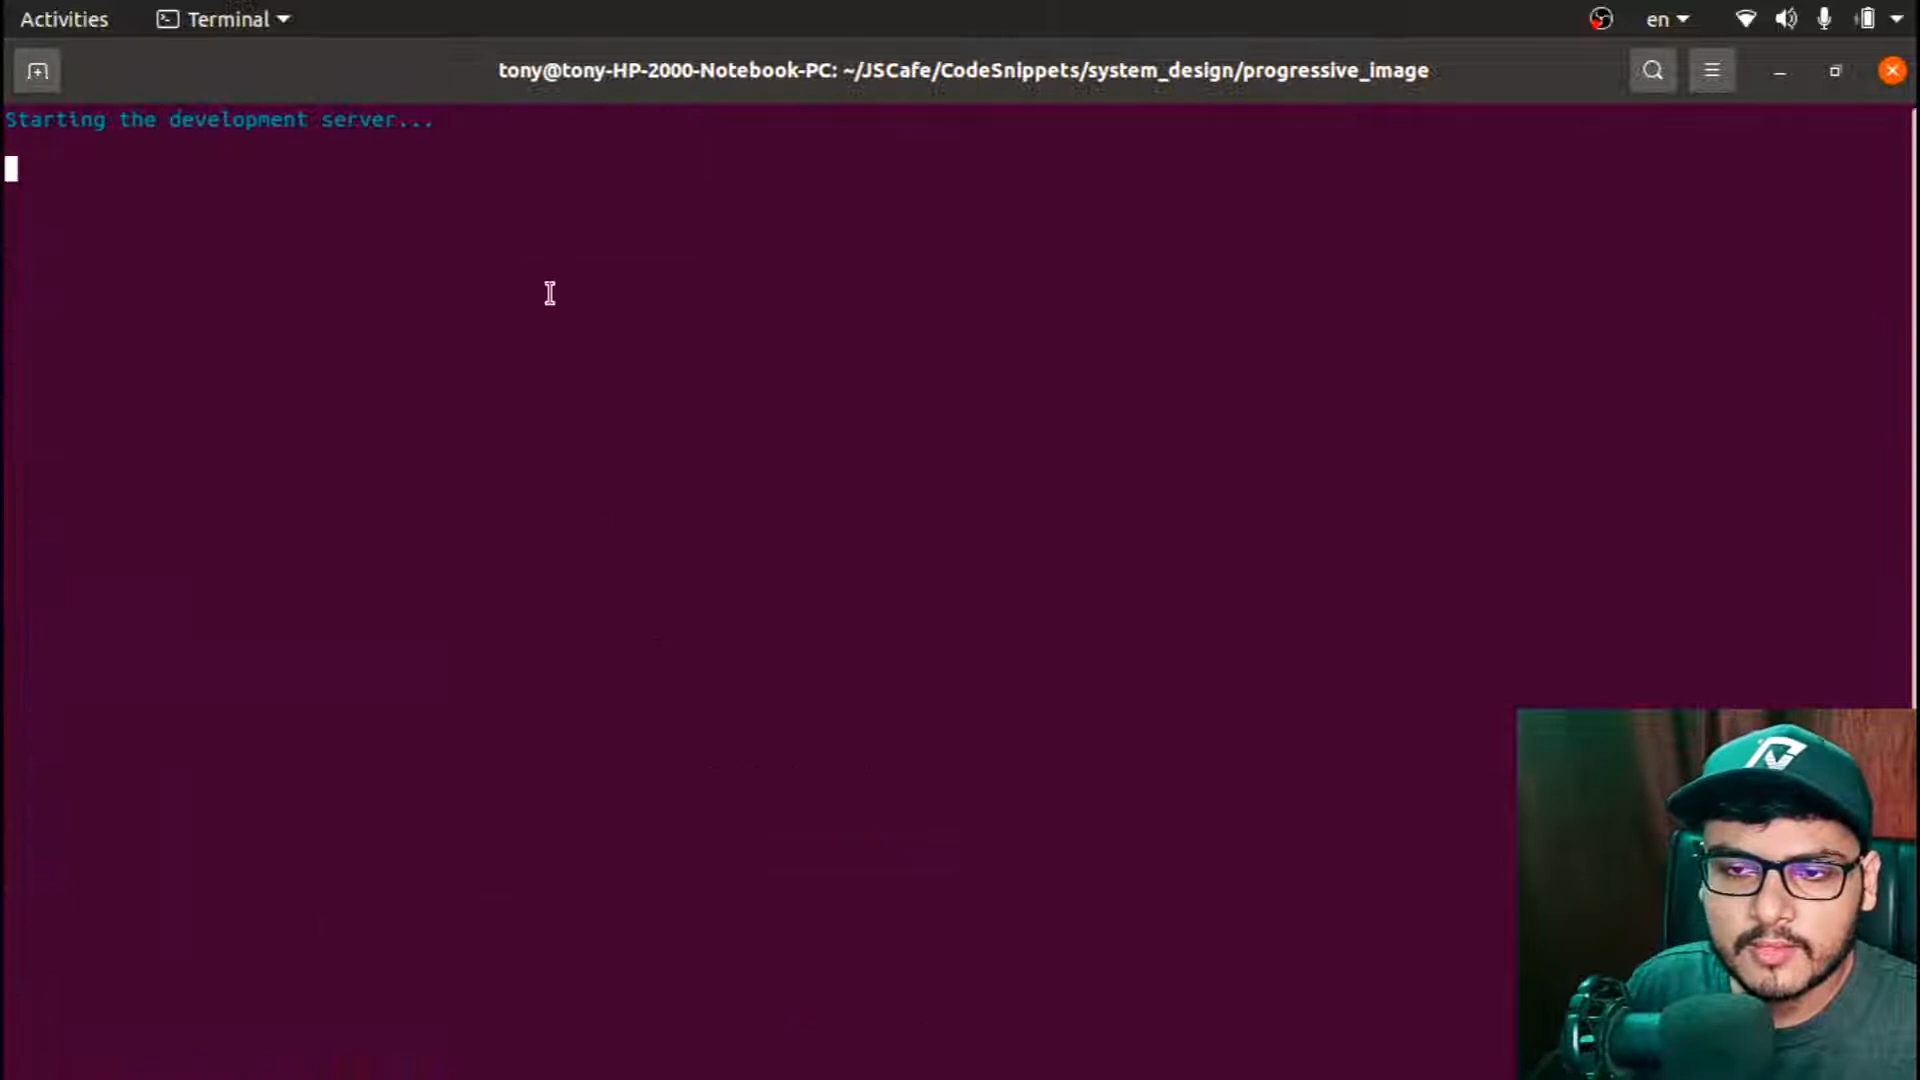 Activities
Terminal
en
tony@tony-HP-2000-Notebook-PC: ~/JSCafe/CodeSnippets/system_design/progressive_image
Starting the development server...